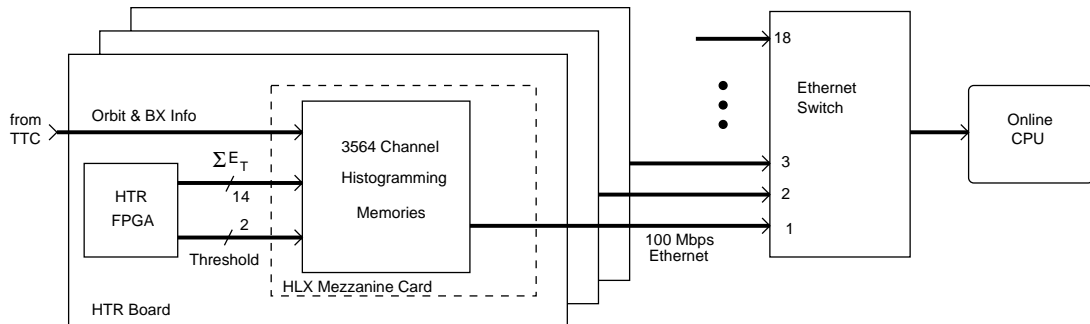 from
TTC
Orbit & BX Info
HTR
FPGA
ΣE_T
14
2
Threshold
3564 Channel
Histogramming
Memories
HLX Mezzanine Card
HTR Board
100 Mbps
Ethernet
18
3
2
1
Ethernet
Switch
Online
CPU